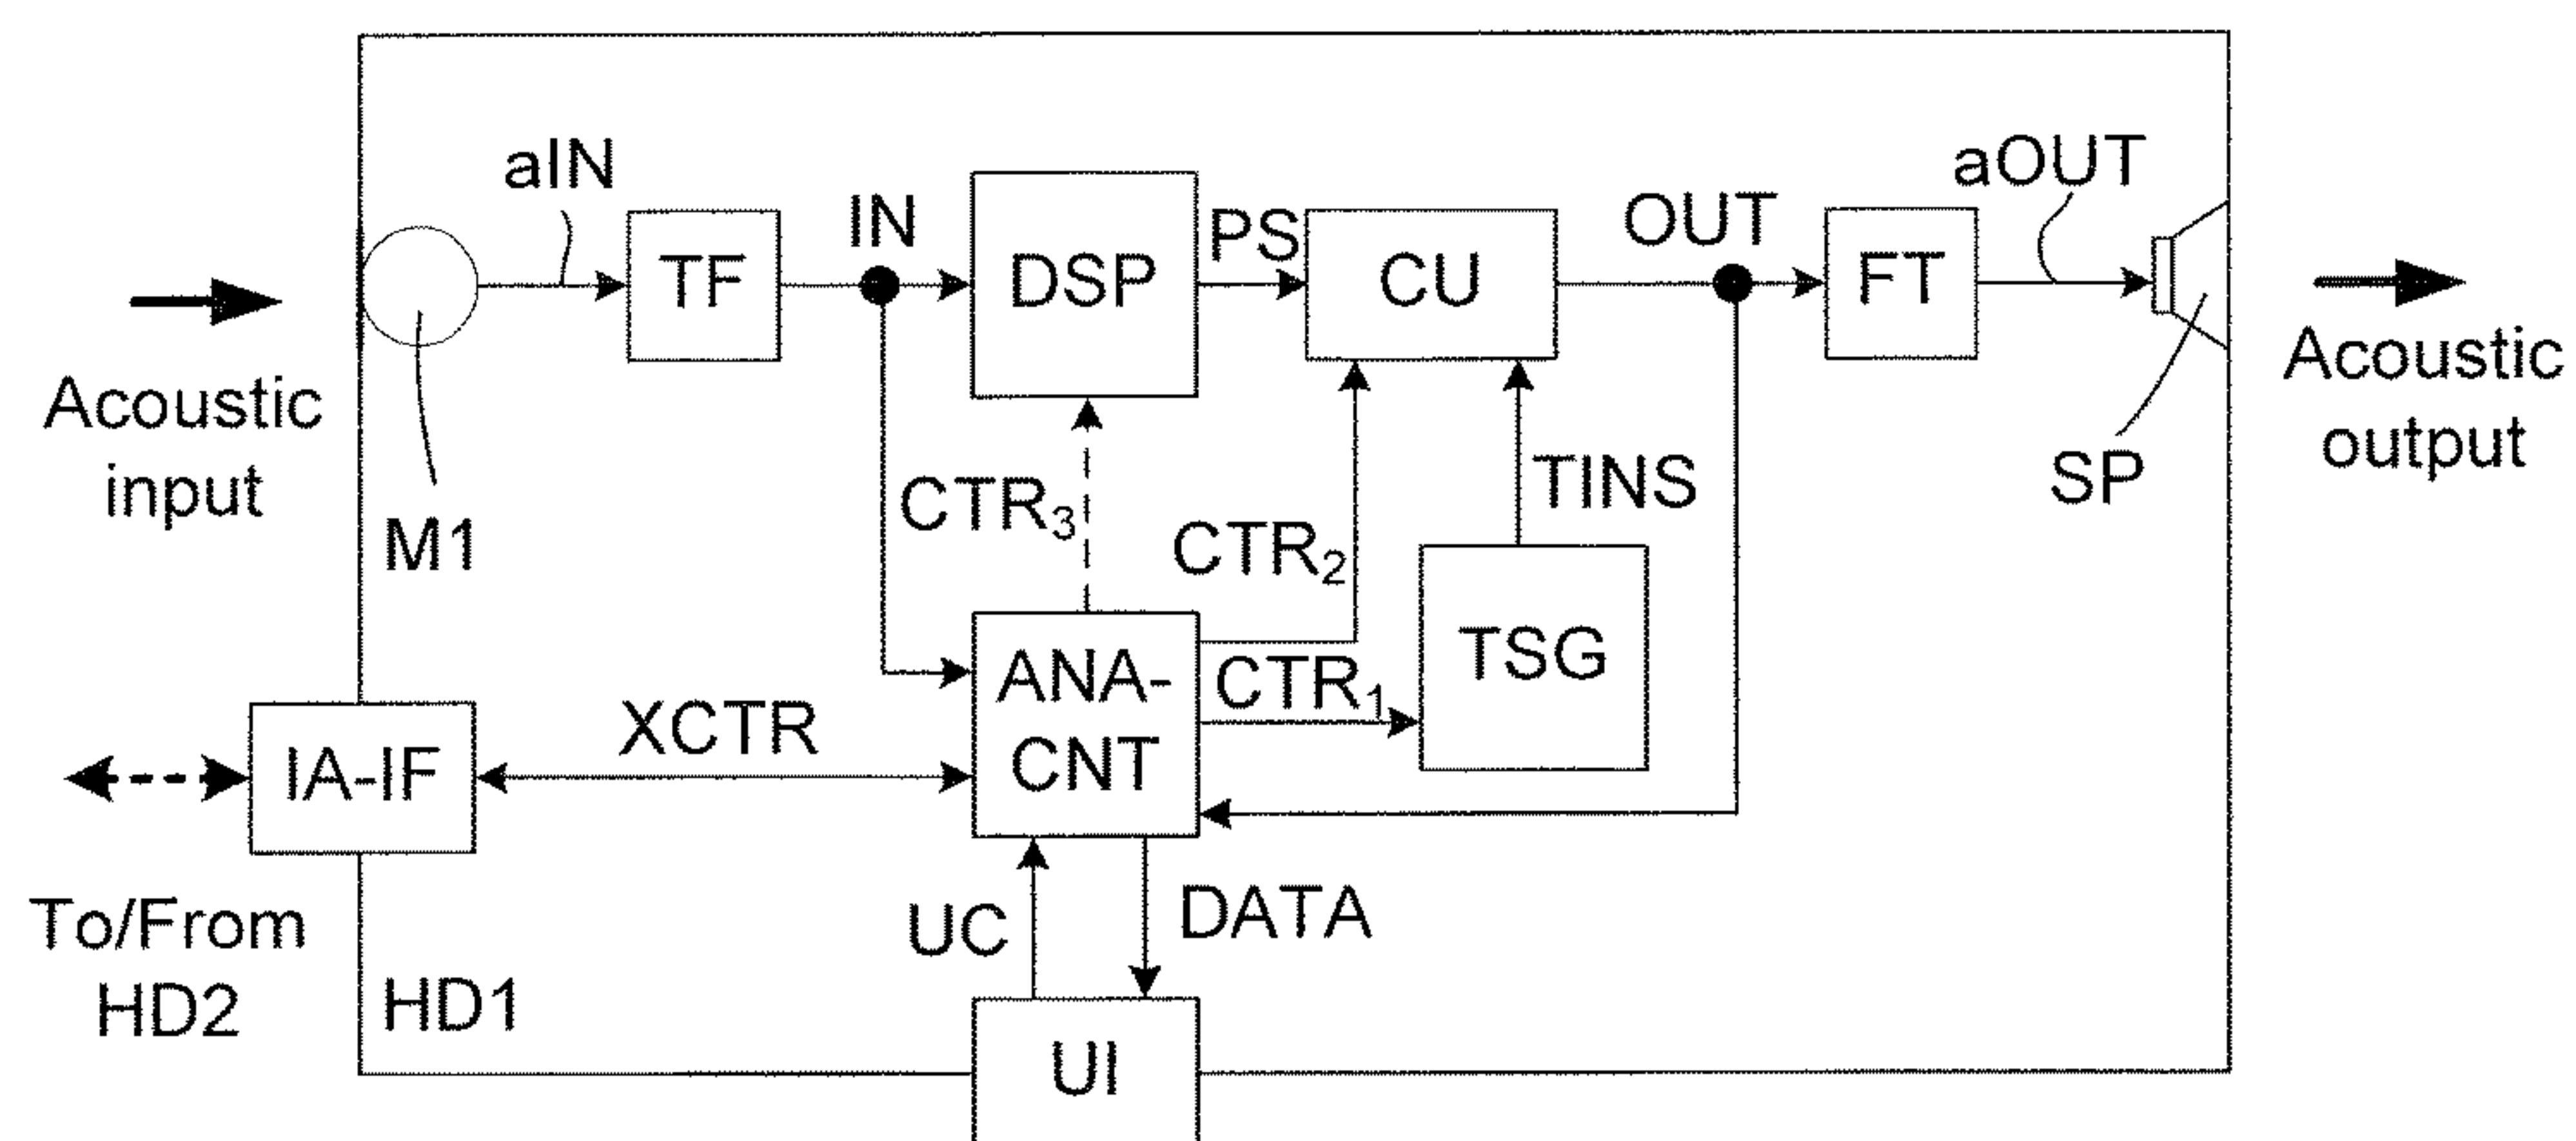 aIN
TF
IN
DSP
PS
CU
OUT
FT
aOUT
SP
Acoustic
input
M1
Acoustic
output
CTR₃
CTR₂
TINS
TSG
CTR₁
ANA-
CNT
XCTR
IA-IF
To/From
HD2
HD1
UC
DATA
UI